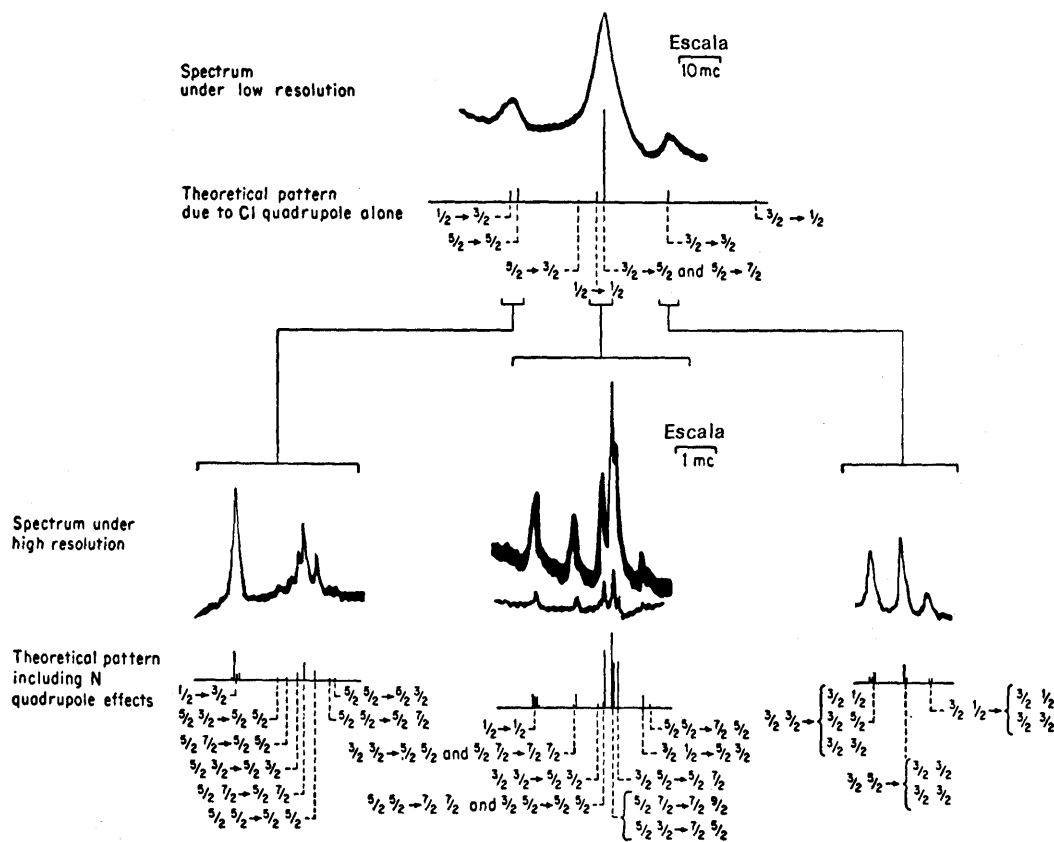 Escala
10 mc
Spectrum
under low resolution
Theoretical pattern
due to Cl quadrupole alone
½ → ³⁄₂
³⁄₂ → ½
⁵⁄₂ → ⁵⁄₂
³⁄₂ → ³⁄₂
⁵⁄₂ → ³⁄₂
³⁄₂ → ⁵⁄₂ and ⁵⁄₂ → ⁷⁄₂
½ → ½
Escala
1 mc
Spectrum under
high resolution
Theoretical pattern
including N
quadrupole effects
½ → ³⁄₂
⁵⁄₂ ⁵⁄₂ → ⁵⁄₂ ³⁄₂
⁵⁄₂ ³⁄₂ → ⁵⁄₂ ⁵⁄₂
⁵⁄₂ ⁵⁄₂ → ⁵⁄₂ ⁷⁄₂
⁵⁄₂ ⁷⁄₂ → ⁵⁄₂ ⁵⁄₂
⁵⁄₂ ³⁄₂ → ⁵⁄₂ ³⁄₂
⁵⁄₂ ⁷⁄₂ → ⁵⁄₂ ⁷⁄₂
⁵⁄₂ ⁵⁄₂ → ⁵⁄₂ ⁵⁄₂
½ → ½
⁵⁄₂ ⁵⁄₂ → ⁷⁄₂ ⁵⁄₂
³⁄₂ ³⁄₂ → ⁵⁄₂ ⁵⁄₂ and ⁵⁄₂ ⁷⁄₂ → ⁷⁄₂ ⁷⁄₂
³⁄₂ ½ → ⁵⁄₂ ³⁄₂
³⁄₂ ³⁄₂ → ⁵⁄₂ ³⁄₂
³⁄₂ ⁵⁄₂ → ⁵⁄₂ ⁷⁄₂
⁵⁄₂ ⁵⁄₂ → ⁷⁄₂ ⁷⁄₂ and ³⁄₂ ⁵⁄₂ → ⁵⁄₂ ⁵⁄₂
⁵⁄₂ ⁷⁄₂ → ⁷⁄₂ ⁹⁄₂
⁵⁄₂ ³⁄₂ → ⁷⁄₂ ⁵⁄₂
³⁄₂ ³⁄₂ →
³⁄₂ ½
³⁄₂ ⁵⁄₂
³⁄₂ ³⁄₂
³⁄₂ ½ →
³⁄₂ ½
³⁄₂ ³⁄₂
³⁄₂ ⁵⁄₂ →
³⁄₂ ³⁄₂
³⁄₂ ³⁄₂